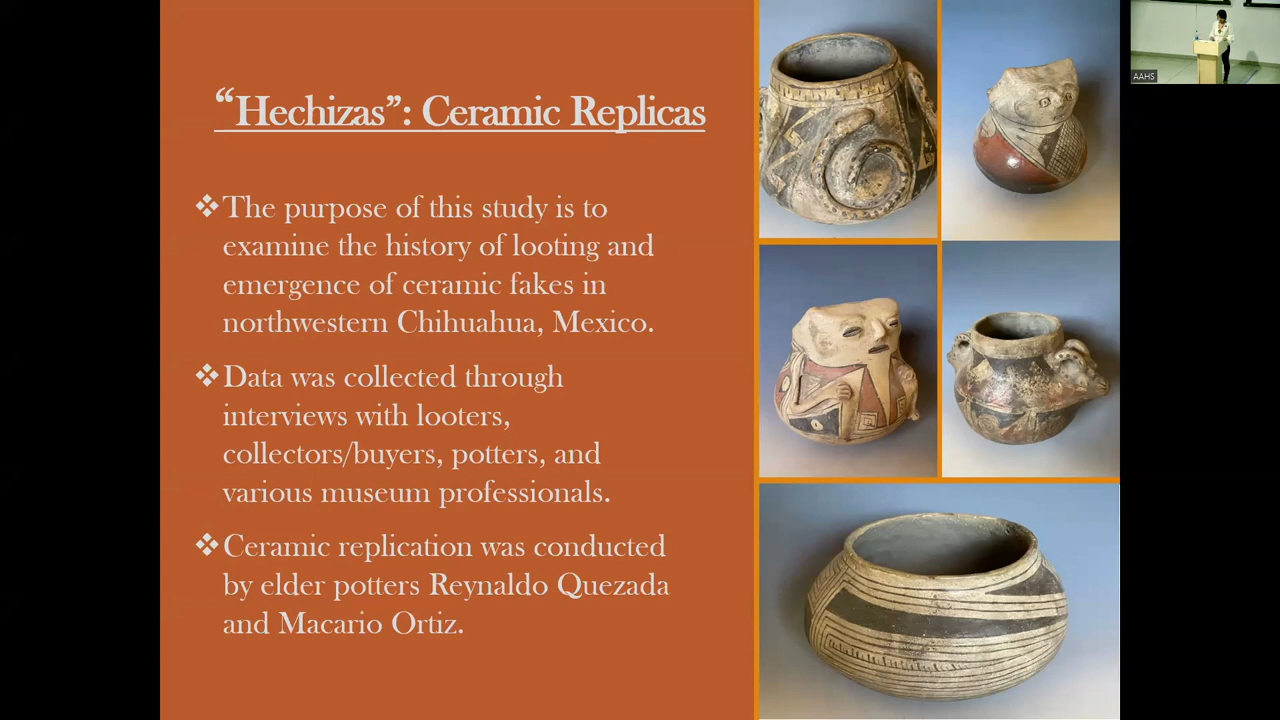 “Hechizas”: Ceramic Replicas
❖The purpose of this study is to
examine the history of looting and
emergence of ceramic fakes in
northwestern Chihuahua, Mexico.
❖Data was collected through
interviews with looters,
collectors/buyers, potters, and
various museum professionals.
❖Ceramic replication was conducted
by elder potters Reynaldo Quezada
and Macario Ortiz.
AAHS